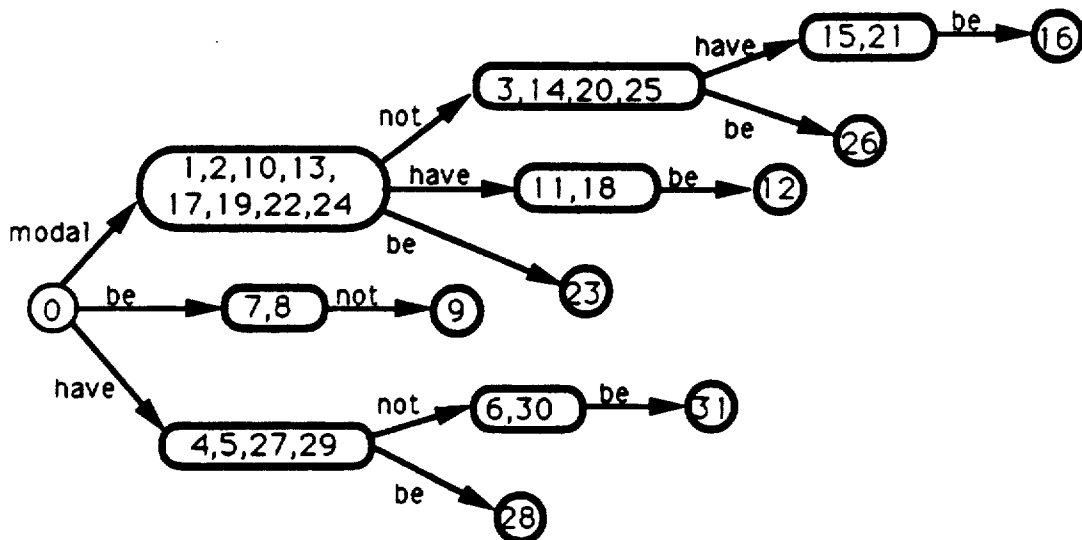 be
15,21
16
have
3,14,20,25
not
be
26
1,2,10,13,
17,19,22,24
have
11,18
be
12
modal
be
23
0
be
7,8
not
9
have
not
6,30
be
31
4,5,27,29
be
28